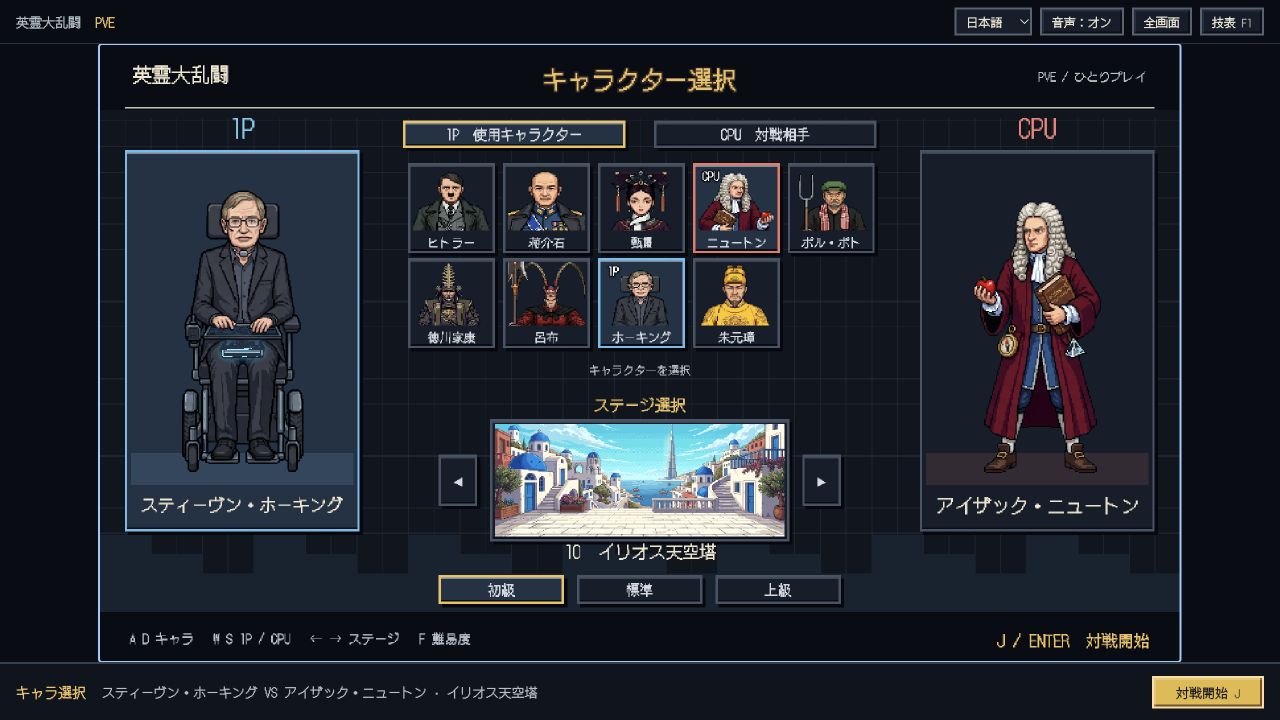 英霊大乱闘 PVE
日本語
音声：オン
全画面
技表 F1
英霊大乱闘
キャラクター選択
PVE / ひとりプレイ
1P
1P 使用キャラクター
CPU 対戦相手
CPU
ヒトラー
蒋介石
CPU
ニュートン
ポル・ポト
徳川家康
呂布
1P
ホーキング
朱元璋
キャラクターを選択
ステージ選択
◀
▶
10 イリオス天空塔
初級
標準
上級
スティーヴン・ホーキング
アイザック・ニュートン
A D キャラ W S 1P / CPU ← → ステージ F 難易度
J / ENTER 対戦開始
キャラ選択 スティーヴン・ホーキング VS アイザック・ニュートン · イリオス天空塔
対戦開始 J